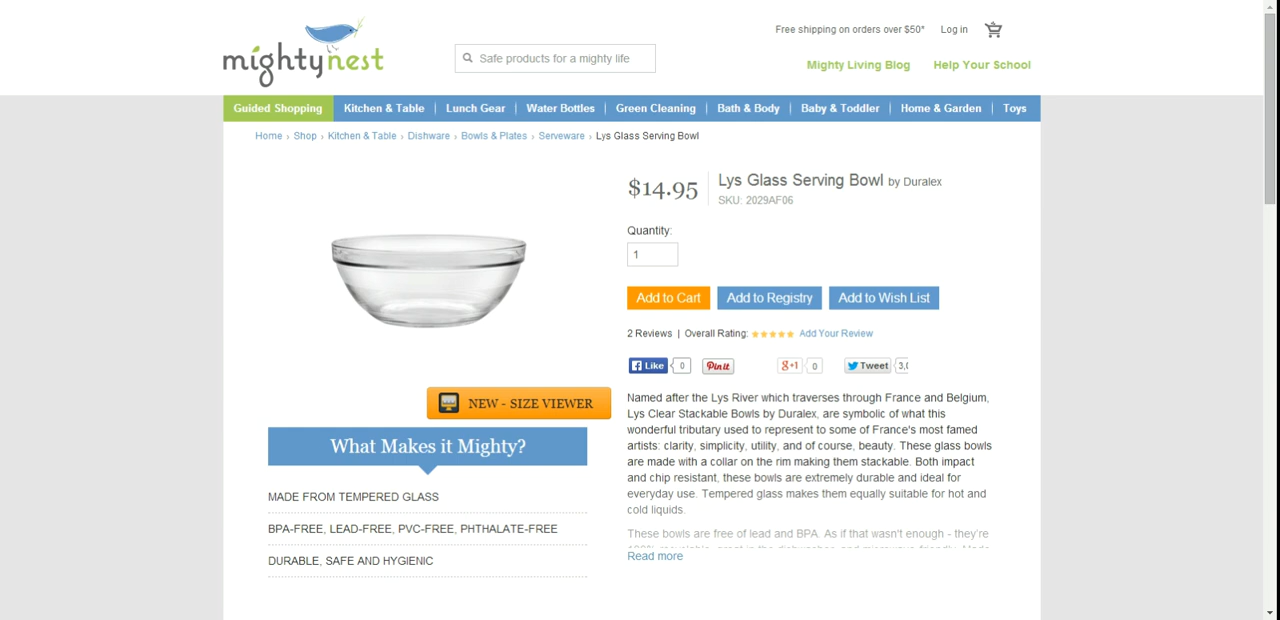 mightynest
Safe products for a mighty life
Free shipping on orders over $50*
Log in
Mighty Living Blog
Help Your School
Guided Shopping
Kitchen & Table
Lunch Gear
Water Bottles
Green Cleaning
Bath & Body
Baby & Toddler
Home & Garden
Toys
Home › Shop › Kitchen & Table › Dishware › Bowls & Plates › Serveware › Lys Glass Serving Bowl
$14.95
Lys Glass Serving Bowl by Duralex
SKU: 2029AF06
Quantity:
1
Add to Cart
Add to Registry
Add to Wish List
2 Reviews | Overall Rating:
Add Your Review
Like 0
Pin it
g+1 0
Tweet 3,0
NEW - SIZE VIEWER
What Makes it Mighty?
MADE FROM TEMPERED GLASS
BPA-FREE, LEAD-FREE, PVC-FREE, PHTHALATE-FREE
DURABLE, SAFE AND HYGIENIC
Named after the Lys River which traverses through France and Belgium,
Lys Clear Stackable Bowls by Duralex, are symbolic of what this
wonderful tributary used to represent to some of France's most famed
artists: clarity, simplicity, utility, and of course, beauty. These glass bowls
are made with a collar on the rim making them stackable. Both impact
and chip resistant, these bowls are extremely durable and ideal for
everyday use. Tempered glass makes them equally suitable for hot and
cold liquids.
These bowls are free of lead and BPA. As if that wasn't enough - they're
Read more